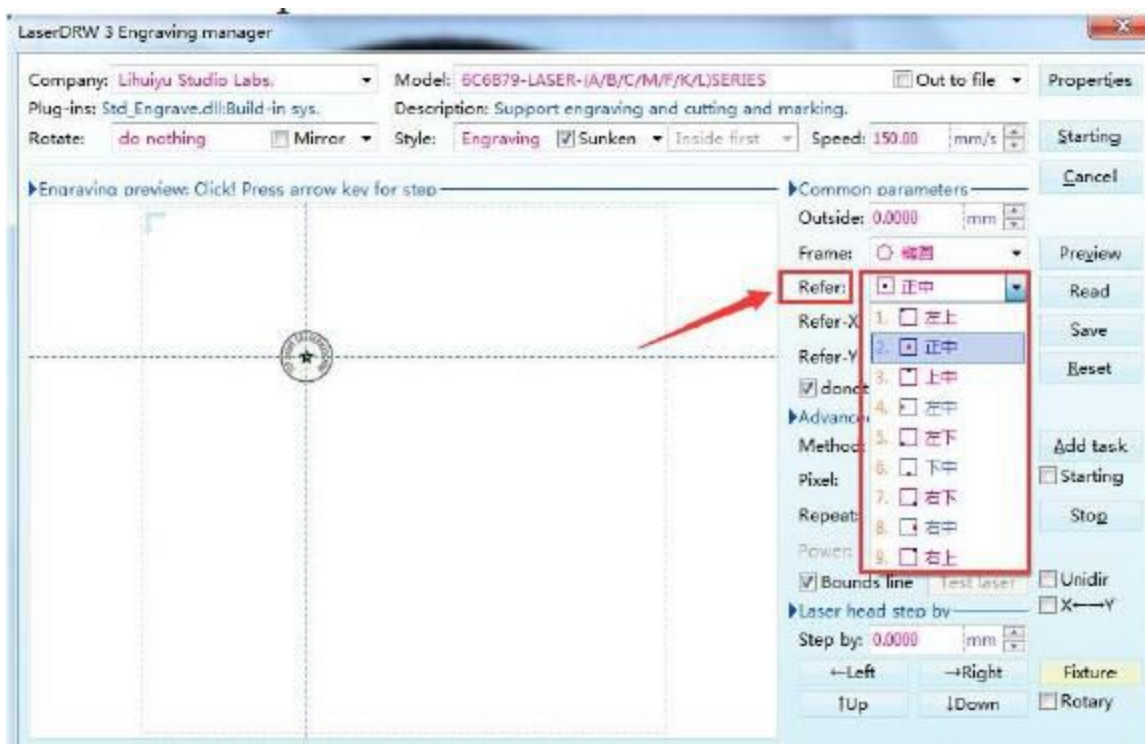 LaserDRW 3 Engraving manager
Company: Lihuiyu Studio Labs. Model: 6C6B79-LASER-(A/B/C/M/F/K/L)SERIES Out to file Properties
Plug-ins: Std_Engrave.dll:Build-in sys. Description: Support engraving and cutting and marking.
Rotate: do nothing Mirror Style: Engraving Sunken Inside first Speed: 150.00 mm/s Starting
Cancel
Engraving preview: Click! Press arrow key for step Common parameters
Outside: 0.0000 mm
Frame: 椭圆 Preview
Refer: 正中 Read
Refer-X 1. 左上
Save
Refer-Y 2. 正中
Reset
donot 3. 上中
Advance 4. 左中
Method: 5. 左下 Add task
Pixel: 6. 下中 Starting
7. 右下
Repeat: 8. 右中 Stop
Power: 9. 右上
Bounds line Test laser Unidir
Laser head step by X←→Y
Step by: 0.0000 mm
←Left →Right Fixture
↑Up ↓Down Rotary